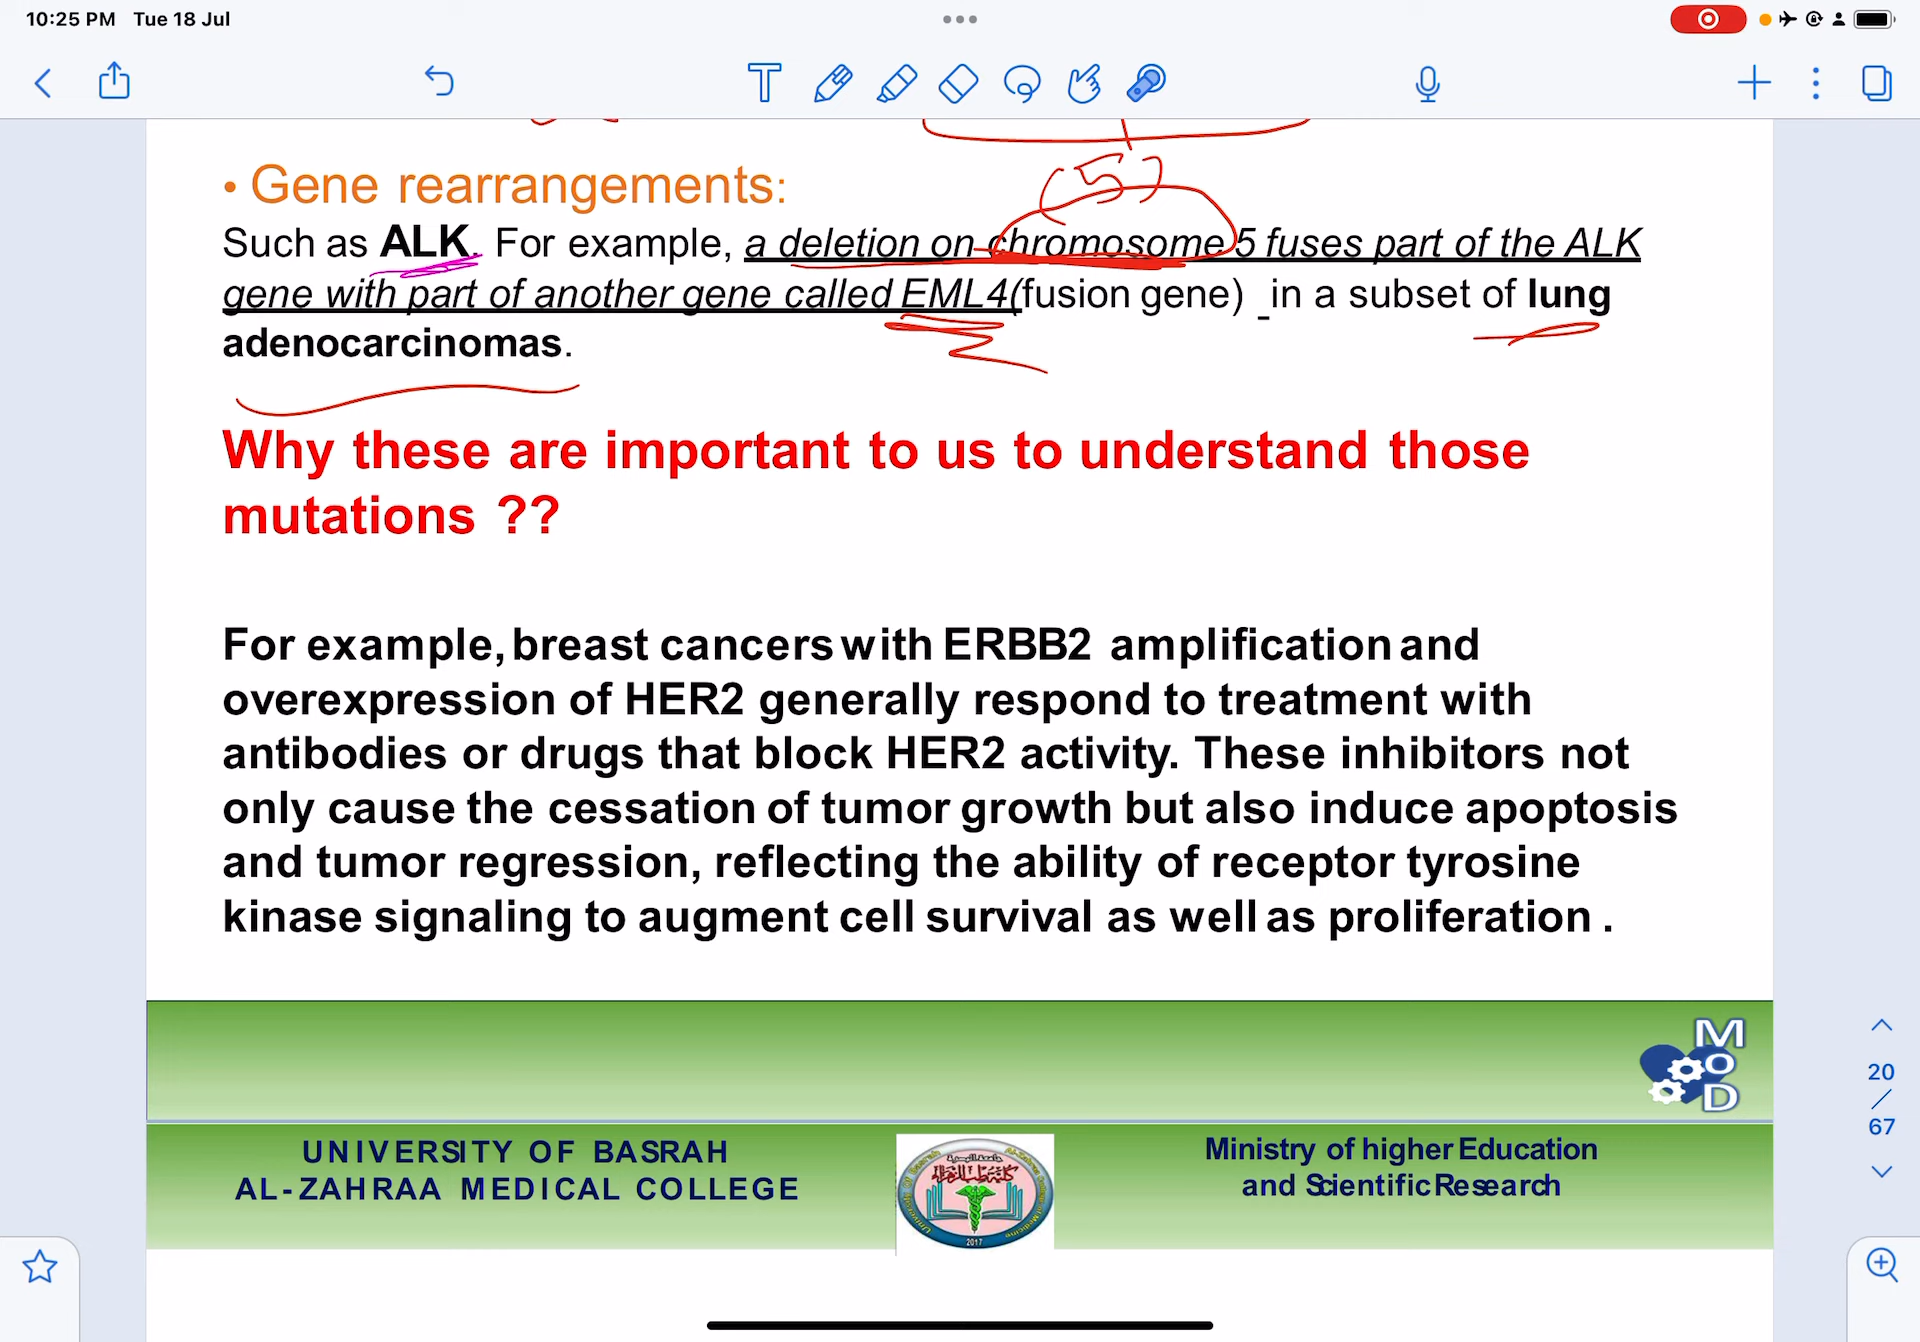 10:25 PM Tue 18 Jul
(5)
• Gene rearrangements:
Such as ALK. For example, a deletion on chromosome 5 fuses part of the ALK
gene with part of another gene called EML4(fusion gene) _in a subset of lung
adenocarcinomas.
Why these are important to us to understand those
mutations ??
For example, breast cancers with ERBB2 amplification and
overexpression of HER2 generally respond to treatment with
antibodies or drugs that block HER2 activity. These inhibitors not
only cause the cessation of tumor growth but also induce apoptosis
and tumor regression, reflecting the ability of receptor tyrosine
kinase signaling to augment cell survival as well as proliferation .
MOD
20
/
67
UNIVERSITY OF BASRAH
AL-ZAHRAA MEDICAL COLLEGE
2017
Ministry of higher Education
and Scientific Research